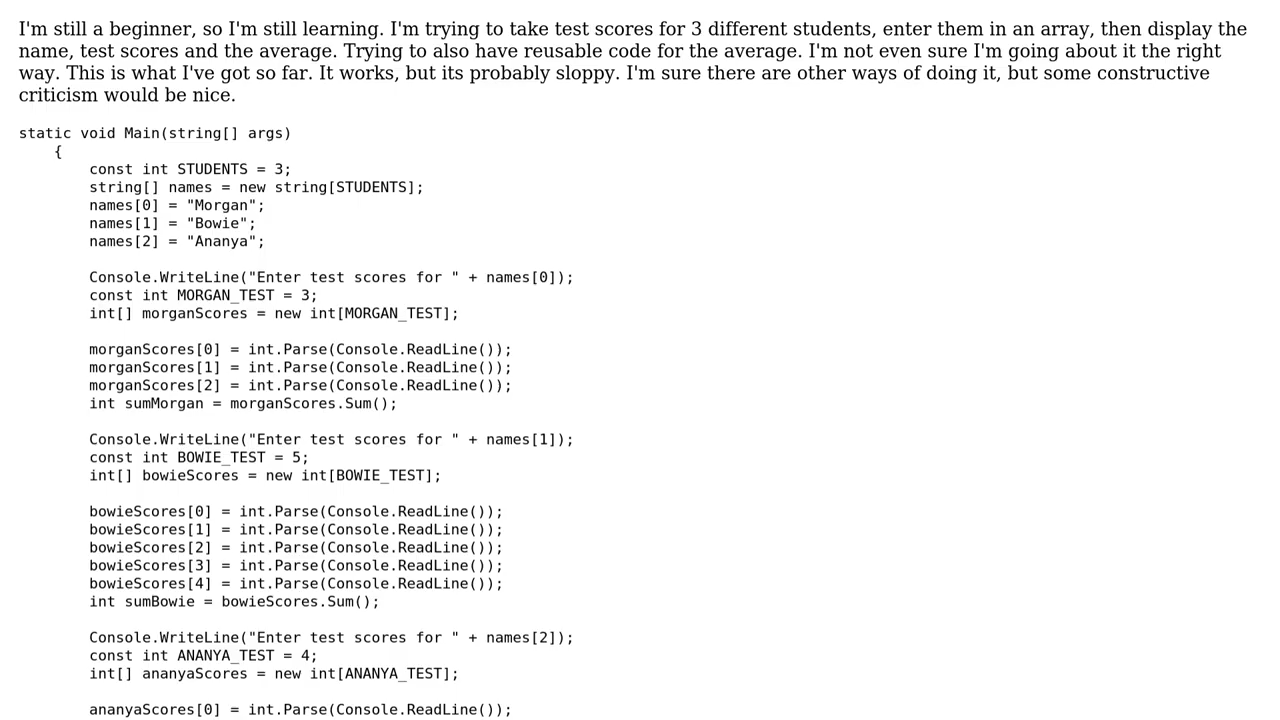 I'm still a beginner, so I'm still learning. I'm trying to take test scores for 3 different students, enter them in an array, then display the
name, test scores and the average. Trying to also have reusable code for the average. I'm not even sure I'm going about it the right
way. This is what I've got so far. It works, but its probably sloppy. I'm sure there are other ways of doing it, but some constructive
criticism would be nice.
static void Main(string[] args)
    {
        const int STUDENTS = 3;
        string[] names = new string[STUDENTS];
        names[0] = "Morgan";
        names[1] = "Bowie";
        names[2] = "Ananya";

        Console.WriteLine("Enter test scores for " + names[0]);
        const int MORGAN_TEST = 3;
        int[] morganScores = new int[MORGAN_TEST];

        morganScores[0] = int.Parse(Console.ReadLine());
        morganScores[1] = int.Parse(Console.ReadLine());
        morganScores[2] = int.Parse(Console.ReadLine());
        int sumMorgan = morganScores.Sum();

        Console.WriteLine("Enter test scores for " + names[1]);
        const int BOWIE_TEST = 5;
        int[] bowieScores = new int[BOWIE_TEST];

        bowieScores[0] = int.Parse(Console.ReadLine());
        bowieScores[1] = int.Parse(Console.ReadLine());
        bowieScores[2] = int.Parse(Console.ReadLine());
        bowieScores[3] = int.Parse(Console.ReadLine());
        bowieScores[4] = int.Parse(Console.ReadLine());
        int sumBowie = bowieScores.Sum();

        Console.WriteLine("Enter test scores for " + names[2]);
        const int ANANYA_TEST = 4;
        int[] ananyaScores = new int[ANANYA_TEST];

        ananyaScores[0] = int.Parse(Console.ReadLine());